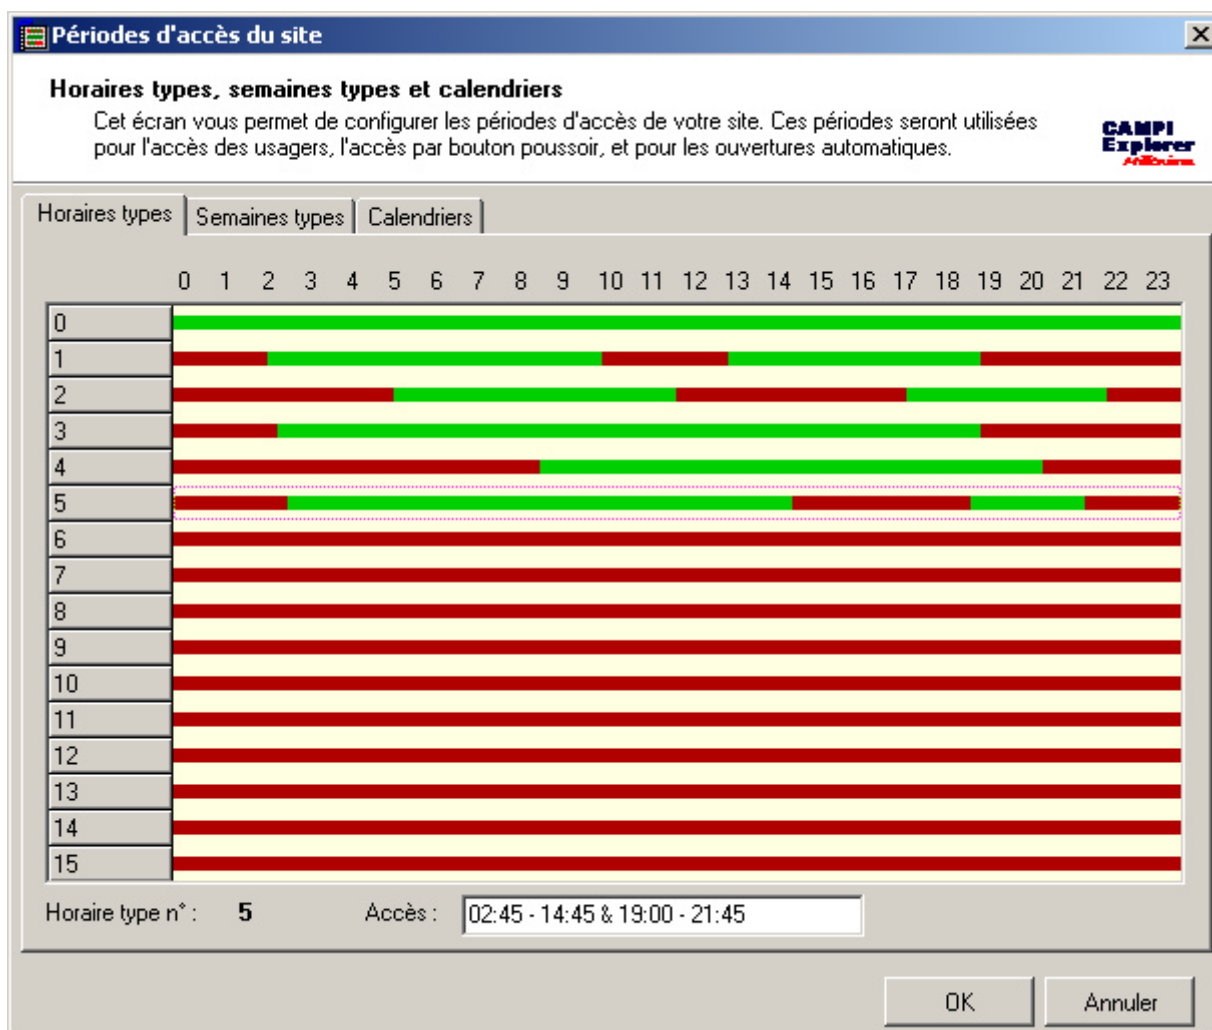 Périodes d'accès du site
Horaires types, semaines types et calendriers
Cet écran vous permet de configurer les périodes d'accès de votre site. Ces périodes seront utilisées
pour l'accès des usagers, l'accès par bouton poussoir, et pour les ouvertures automatiques.
CAMPI
Explorer
Horaires types Semaines types Calendriers
0 1 2 3 4 5 6 7 8 9 10 11 12 13 14 15 16 17 18 19 20 21 22 23
0
1
2
3
4
5
6
7
8
9
10
11
12
13
14
15
Horaire type n° : 5 Accès : 02:45 - 14:45 & 19:00 - 21:45
OK Annuler